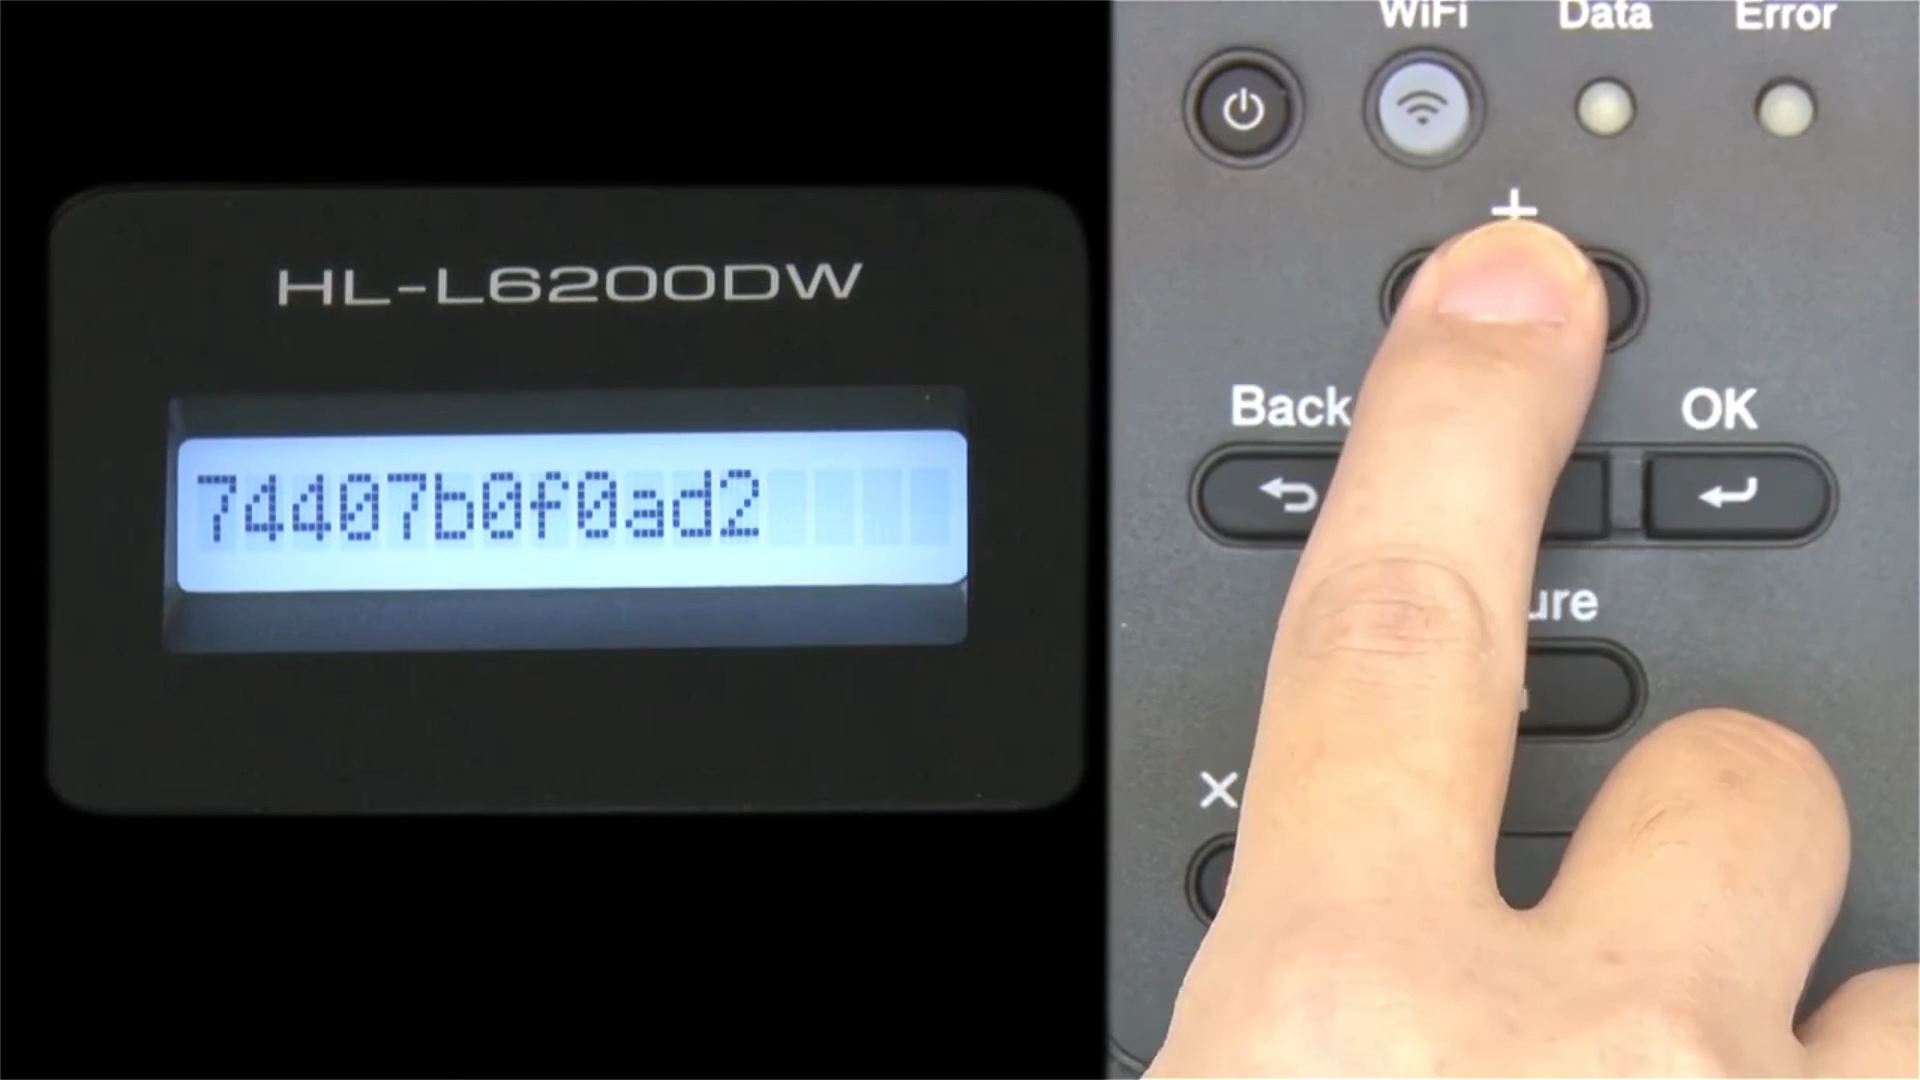 HL-L6200DW
74407b0f0ad2
WiFi Data Error
+
Back OK
ure